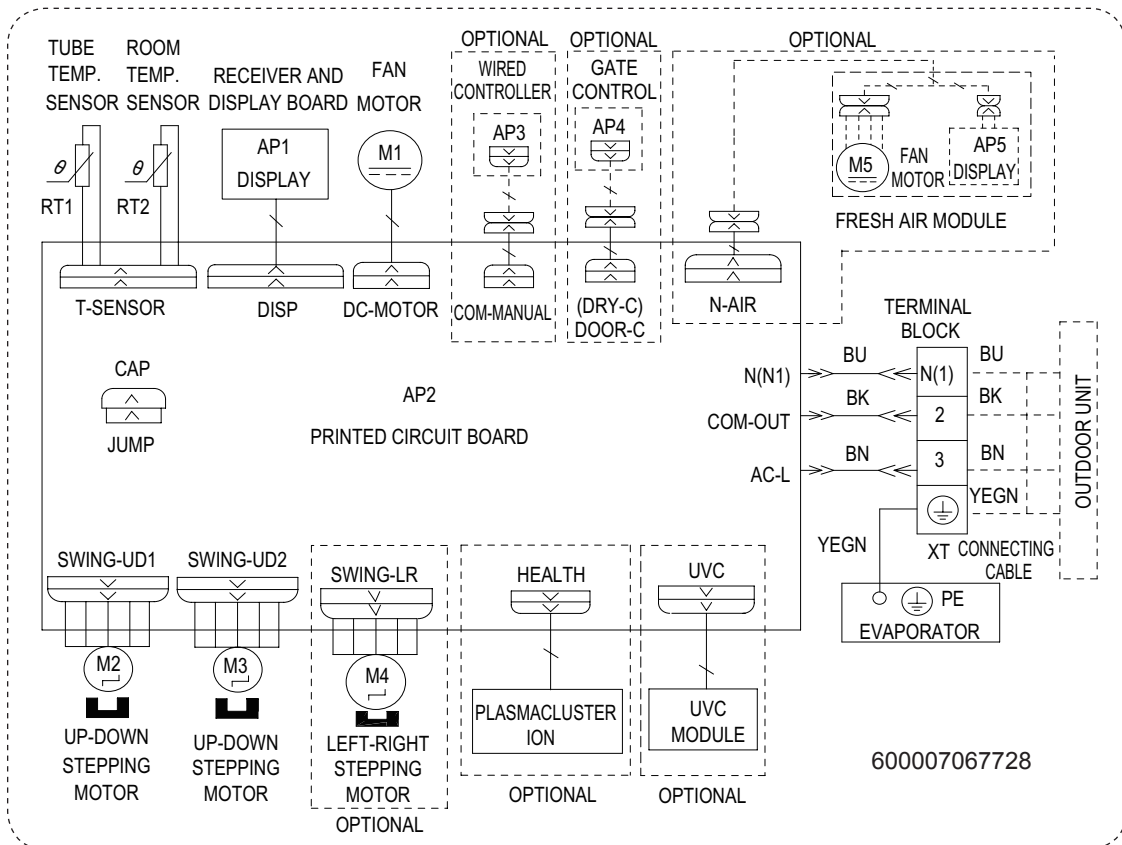 TUBE
TEMP.
SENSOR
ROOM
TEMP.
SENSOR
RECEIVER AND
DISPLAY BOARD
FAN
MOTOR
OPTIONAL
WIRED
CONTROLLER
OPTIONAL
GATE
CONTROL
OPTIONAL
θ
RT1
θ
RT2
AP1
DISPLAY
M1
AP3
AP4
M5
FAN
MOTOR
AP5
DISPLAY
FRESH AIR MODULE
T-SENSOR
DISP
DC-MOTOR
COM-MANUAL
(DRY-C)
DOOR-C
N-AIR
TERMINAL
BLOCK
CAP
JUMP
AP2
PRINTED CIRCUIT BOARD
N(N1)
BU
N(1)
BU
COM-OUT
BK
2
BK
AC-L
BN
3
BN
YEGN
OUTDOOR UNIT
YEGN
XT
CONNECTING
CABLE
PE
EVAPORATOR
SWING-UD1
SWING-UD2
SWING-LR
HEALTH
UVC
M2
M3
M4
UP-DOWN
STEPPING
MOTOR
UP-DOWN
STEPPING
MOTOR
LEFT-RIGHT
STEPPING
MOTOR
OPTIONAL
PLASMACLUSTER
ION
OPTIONAL
UVC
MODULE
OPTIONAL
600007067728